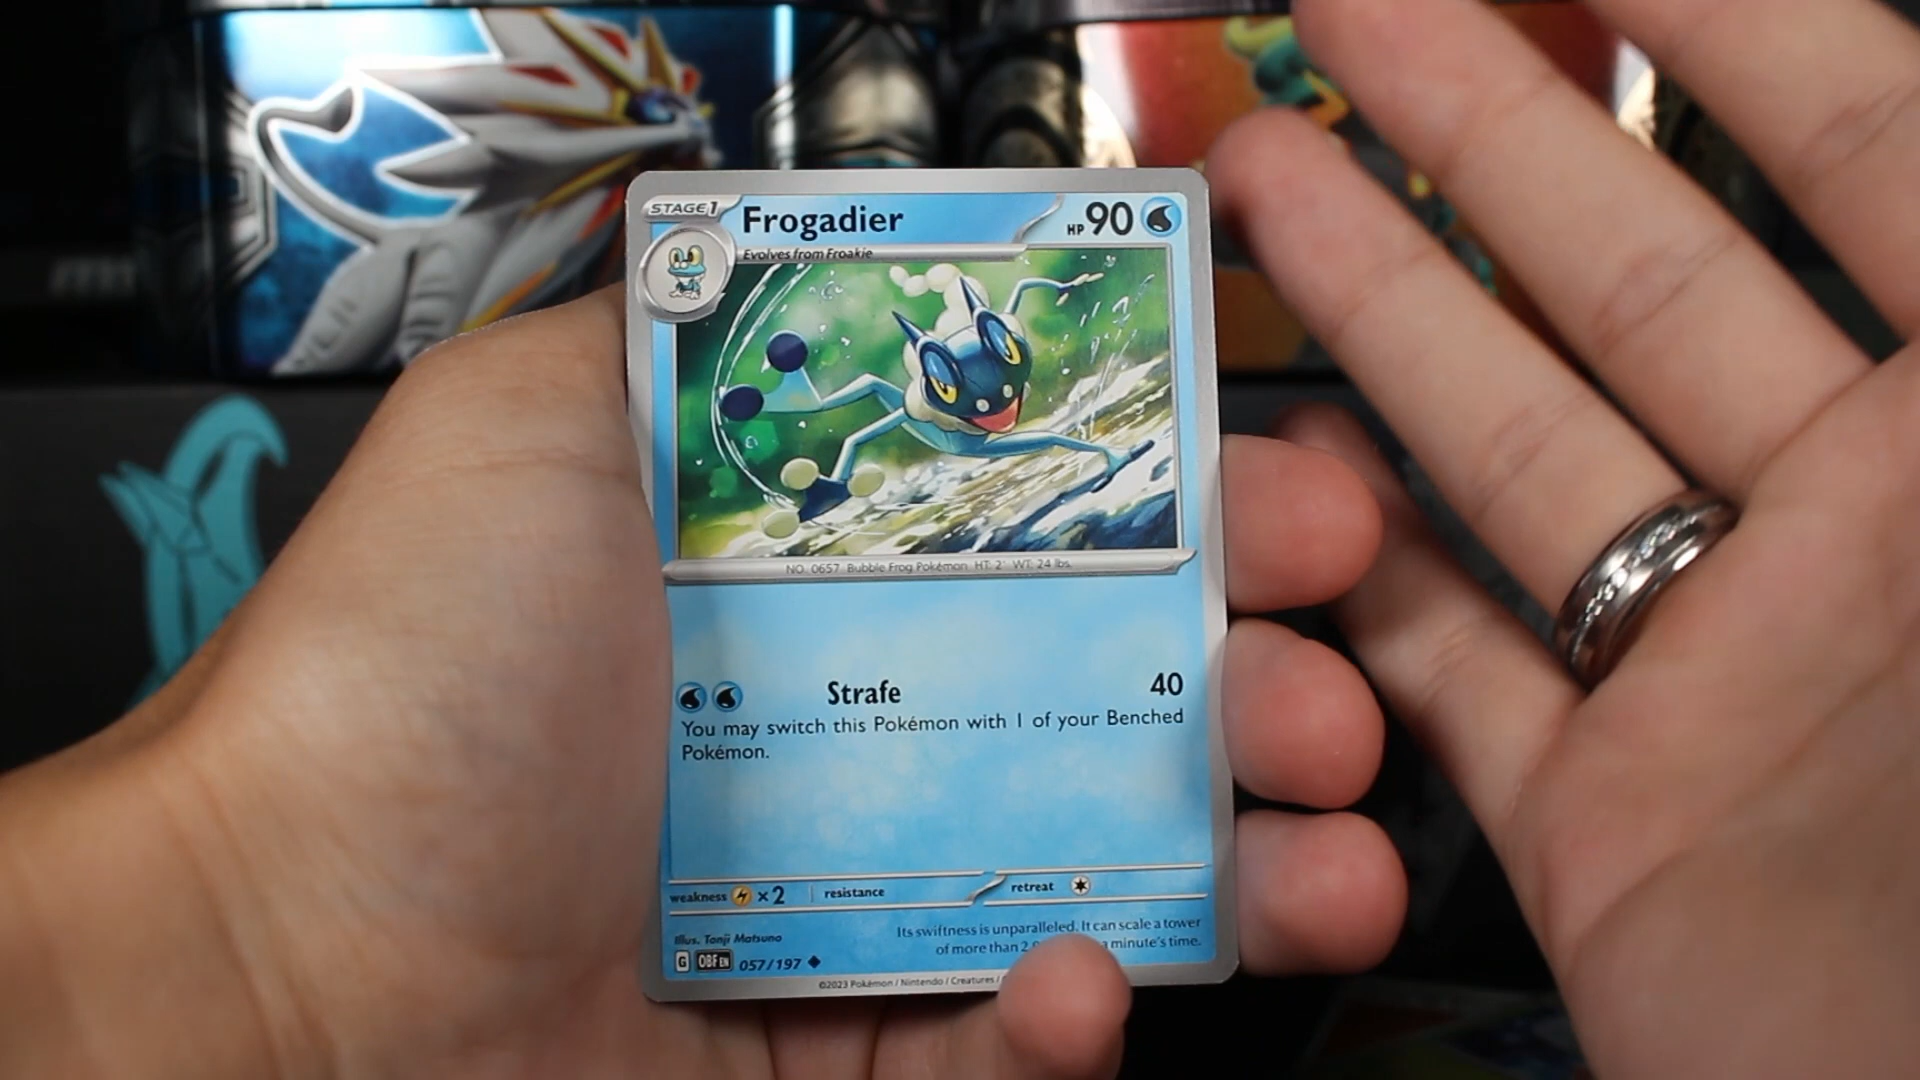 STAGE1 Frogadier HP 90
Evolves from Froakie
NO. 0657 Bubble Frog Pokémon HT: 2' WT: 24 lbs.
Strafe 40
You may switch this Pokémon with 1 of your Benched
Pokémon.
weakness ×2 resistance retreat
Illus. Tonji Matsuno
Its swiftness is unparalleled. It can scale a tower
of more than 2 a minute's time.
G OBF EN 057/197
©2023 Pokémon / Nintendo / Creatures /